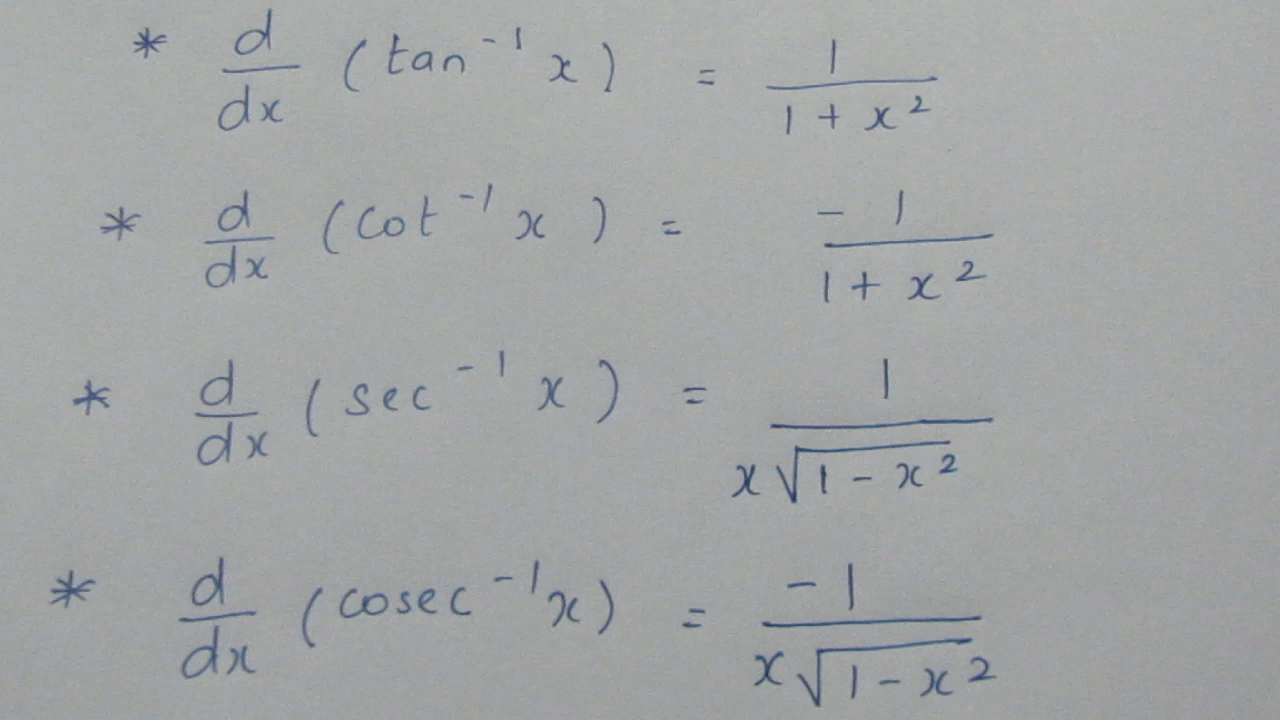 * d/dx (tan⁻¹ x) = 1/(1 + x²)
* d/dx (cot⁻¹ x) = -1/(1 + x²)
* d/dx (sec⁻¹ x) = 1/(x√(1 - x²))
* d/dx (cosec⁻¹ x) = -1/(x√(1 - x²))